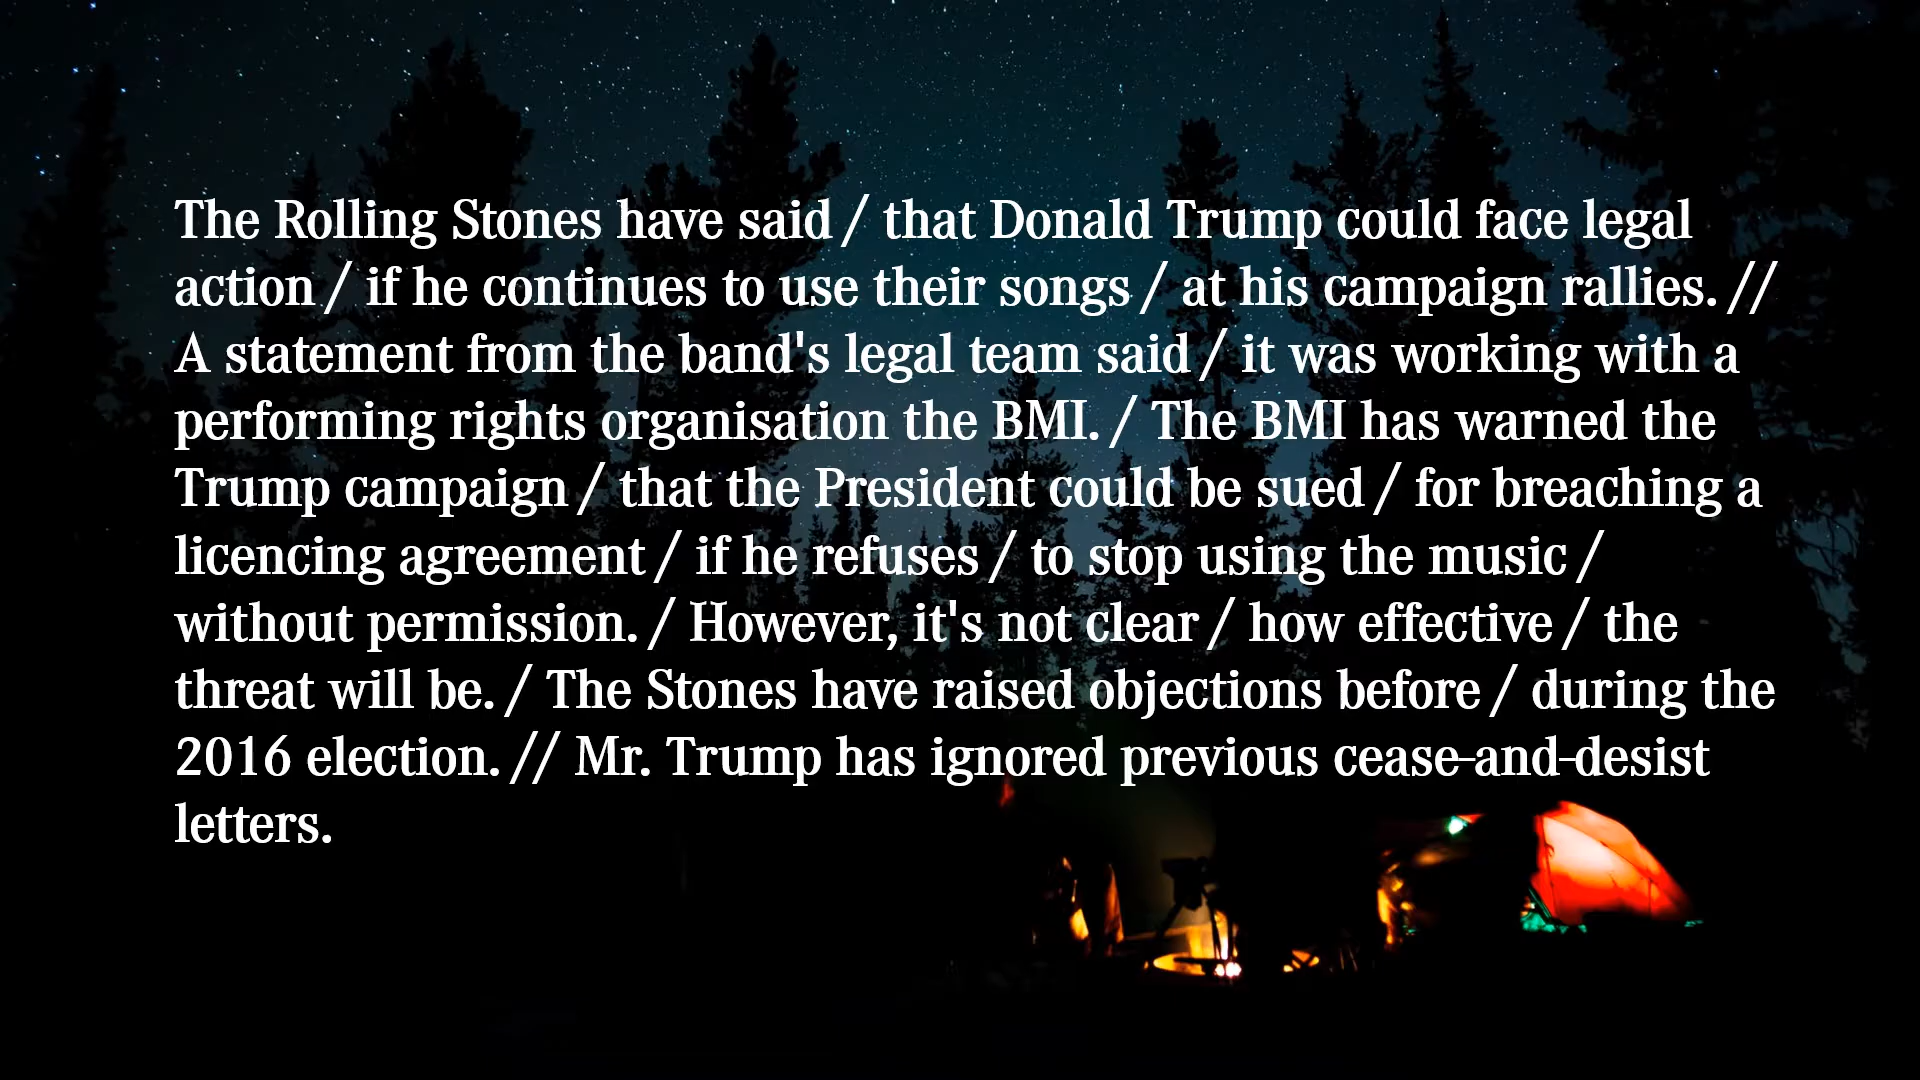 The Rolling Stones have said / that Donald Trump could face legal
action / if he continues to use their songs / at his campaign rallies. //
A statement from the band's legal team said / it was working with a
performing rights organisation the BMI. / The BMI has warned the
Trump campaign / that the President could be sued / for breaching a
licencing agreement / if he refuses / to stop using the music /
without permission. / However, it's not clear / how effective / the
threat will be. / The Stones have raised objections before / during the
2016 election. // Mr. Trump has ignored previous cease-and-desist
letters.